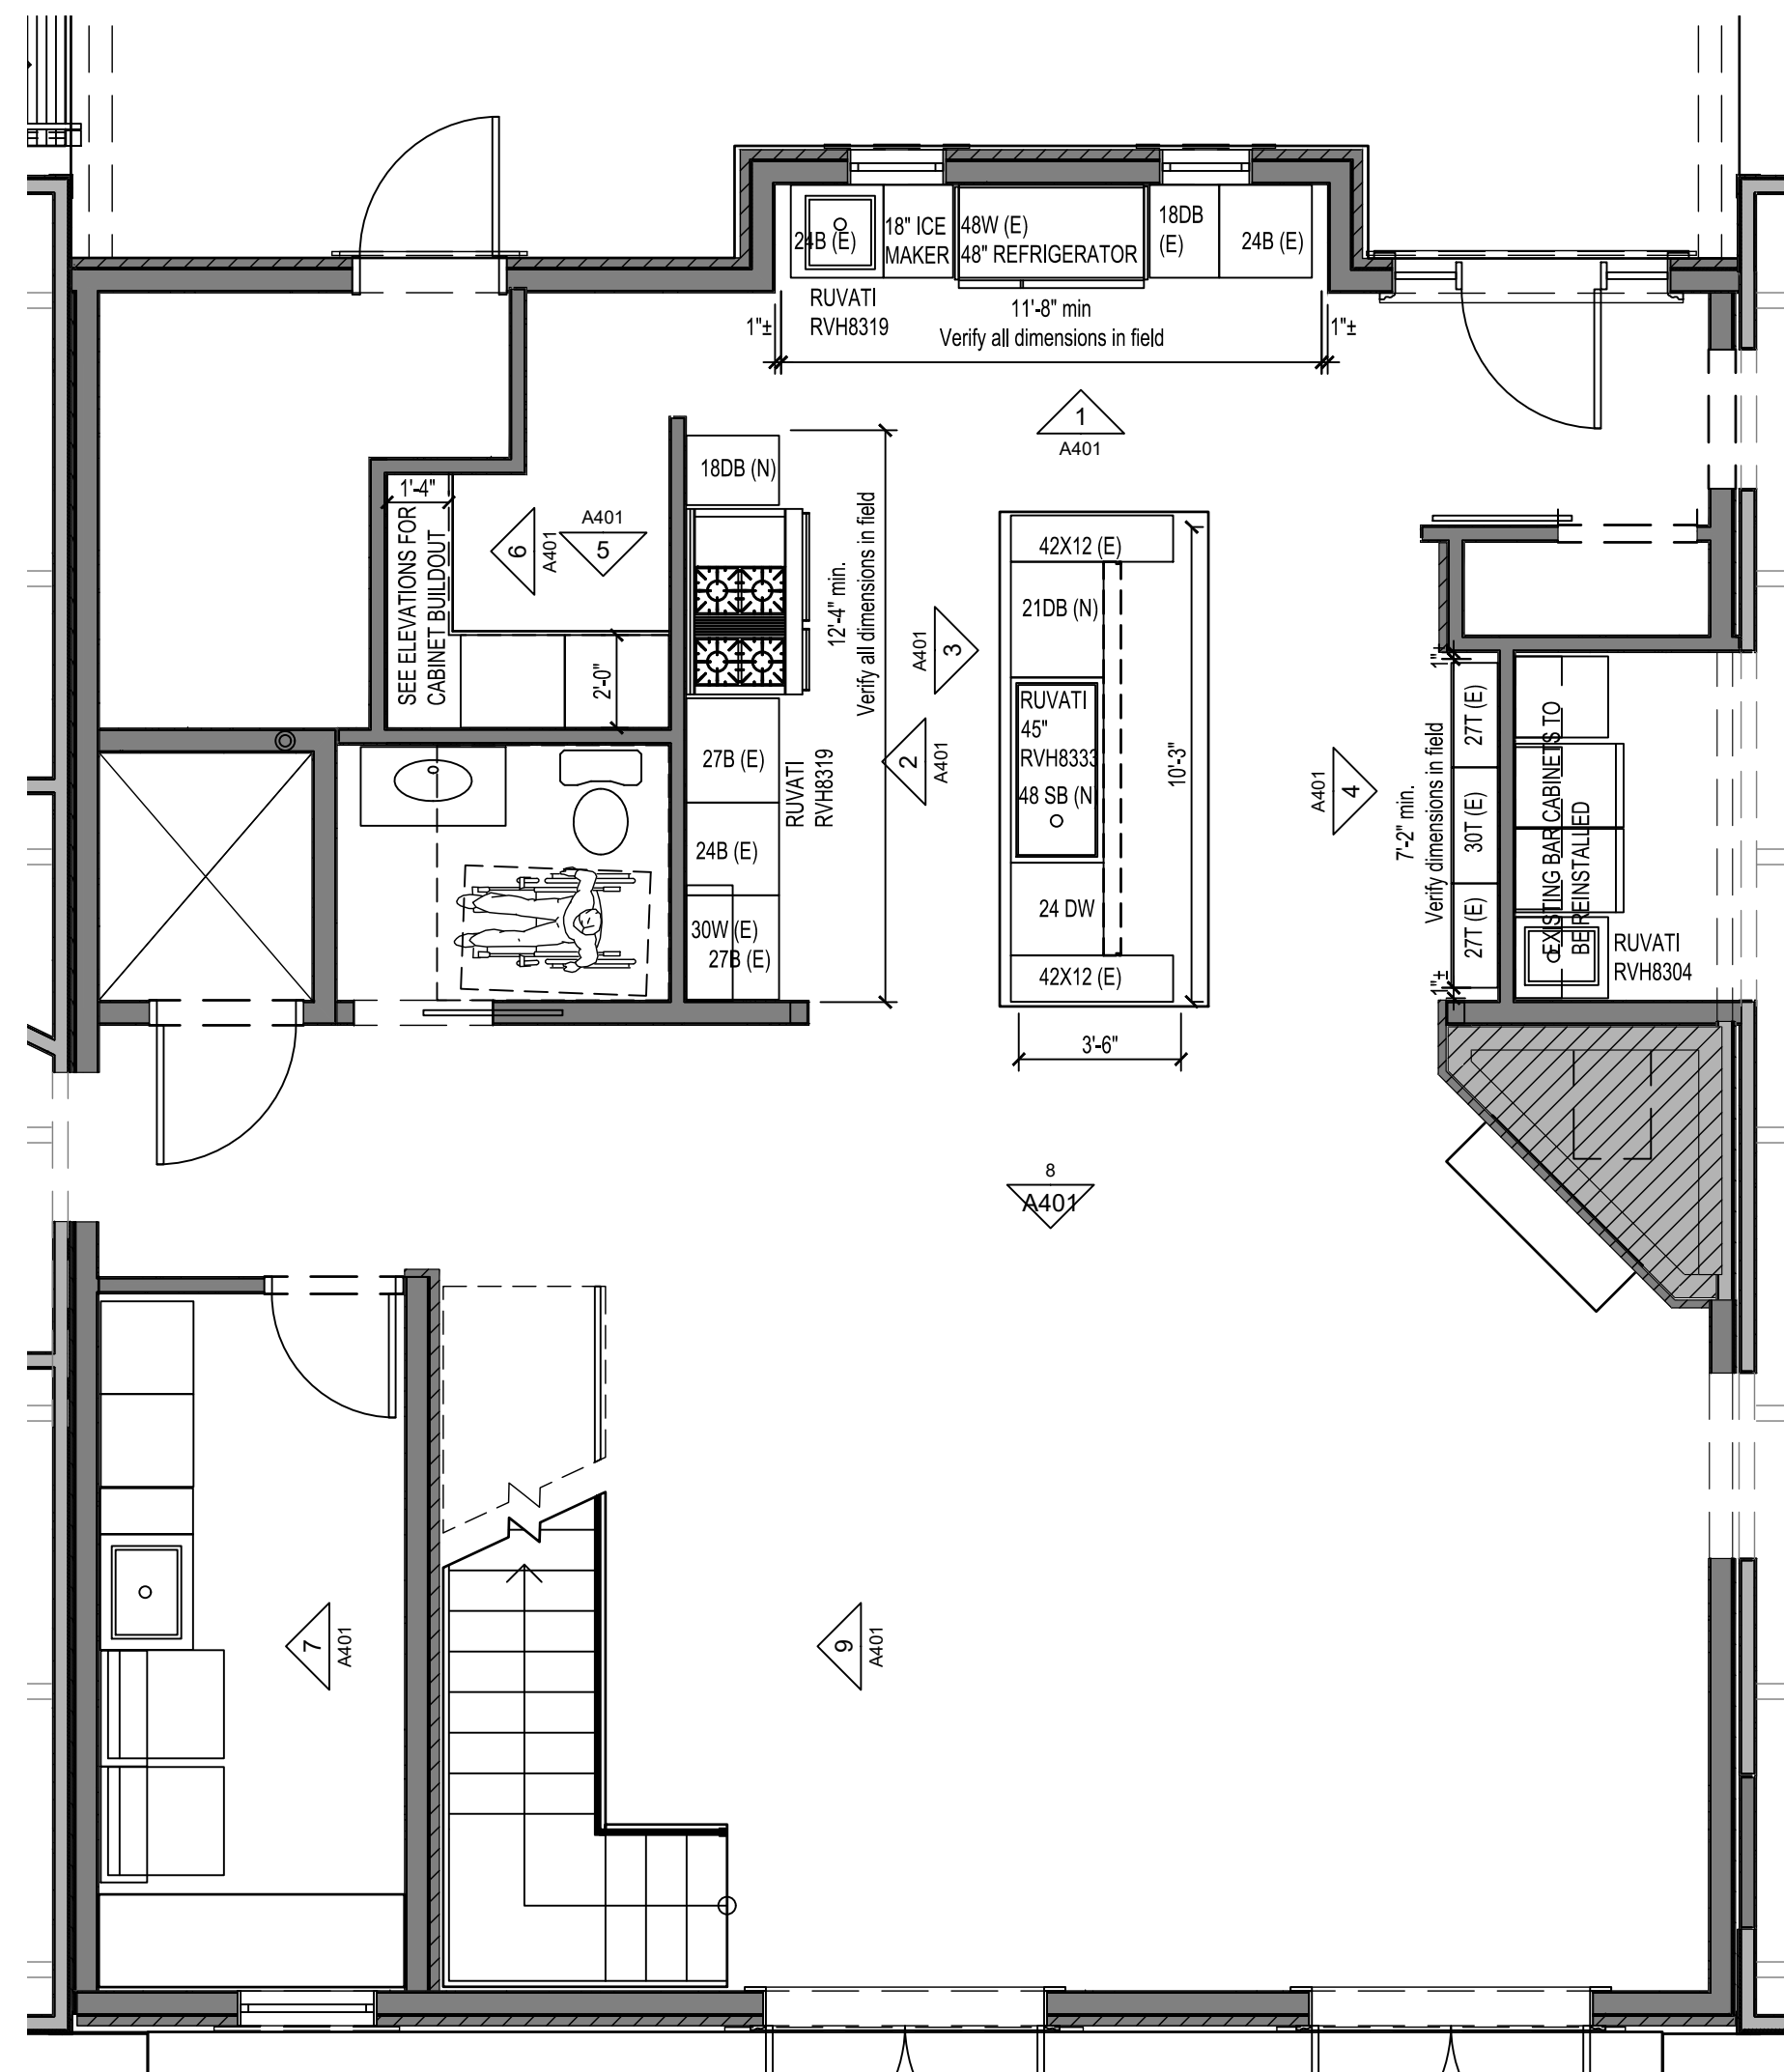 24B (E)
18" ICE
MAKER
48W (E)
48" REFRIGERATOR
18DB
(E)
24B (E)
RUVATI
RVH8319
1"±
11'-8" min
Verify all dimensions in field
1"±
1
A401
18DB (N)
1'-4"
SEE ELEVATIONS FOR
CABINET BUILDOUT
6
A401
A401
5
2'-0"
12'-4" min.
Verify all dimensions in field
A401
3
2
A401
27B (E)
RUVATI
RVH8319
24B (E)
30W (E)
27B (E)
42X12 (E)
21DB (N)
RUVATI
45"
RVH8333
48 SB (N)
24 DW
42X12 (E)
10'-3"
3'-6"
A401
4
7'-2" min.
Verify dimensions in field
1"
27T (E)
30T (E)
27T (E)
1"±
EXISTING BAR CABINETS TO
BE REINSTALLED
RUVATI
RVH8304
8
A401
7
A401
9
A401